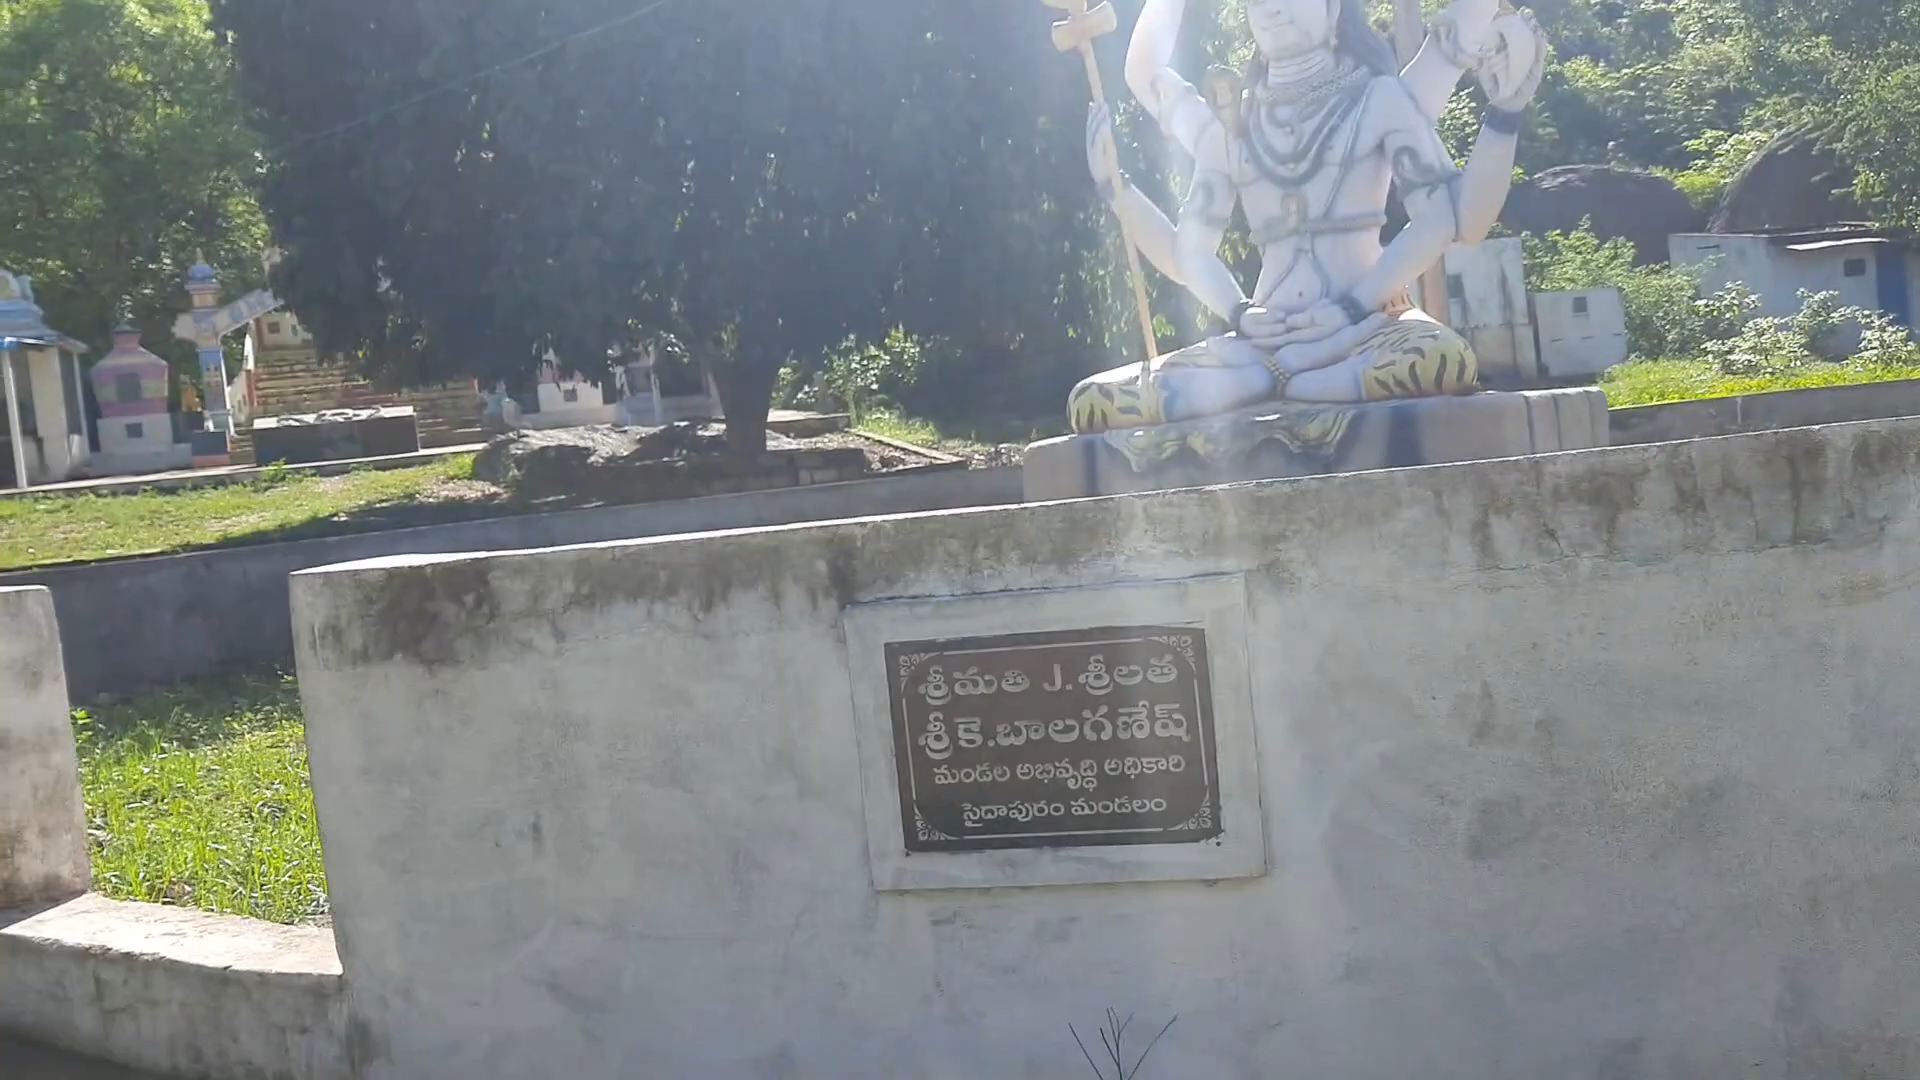 శ్రీమతి J.శ్రీలత
శ్రీ కె.బాలగణేష్
మండల అభివృద్ధి అధికారి
సైదాపురం మండలం